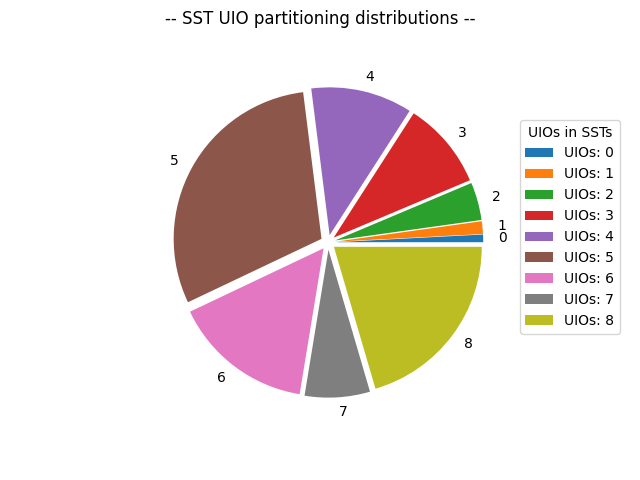 -- SST UIO partitioning distributions --
4
3
5
2
1
0
6
8
7
UIOs in SSTs
UIOs: 0
UIOs: 1
UIOs: 2
UIOs: 3
UIOs: 4
UIOs: 5
UIOs: 6
UIOs: 7
UIOs: 8